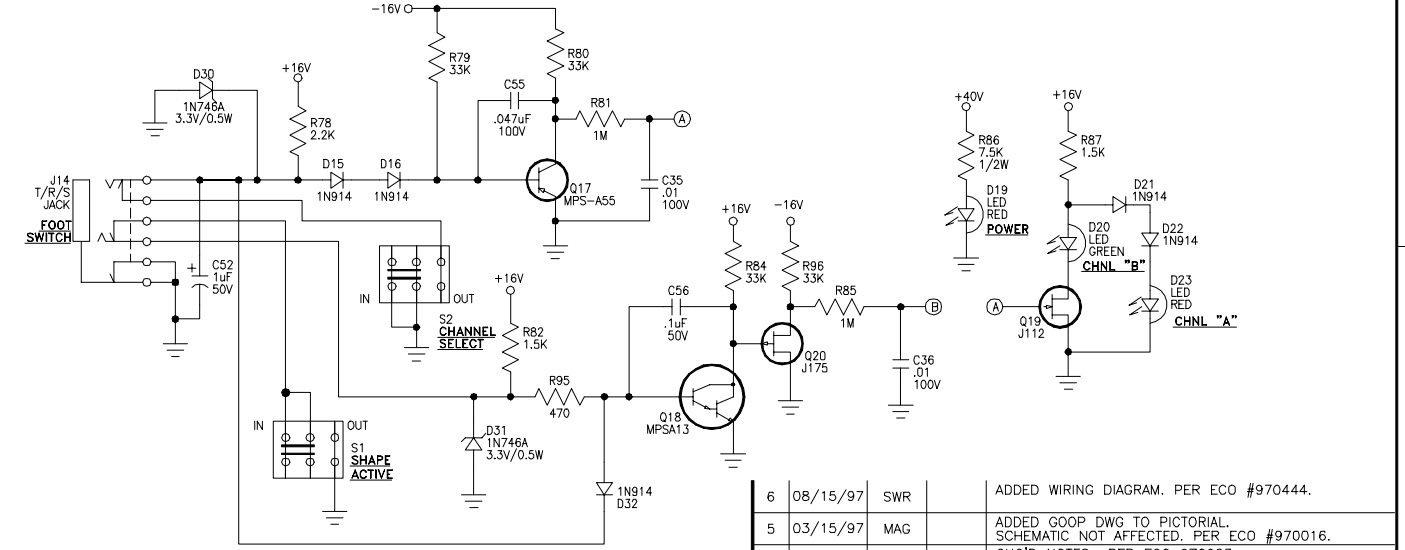 -16V
R79
33K
R80
33K
+16V
D30
1N746A
3.3V/0.5W
R78
2.2K
C55
.047uF
100V
R81
1M
A
J14
T/R/S
JACK
FOOT
SWITCH
D15
1N914
D16
1N914
Q17
MPS-A55
C35
.01
100V
+
C52
1uF
50V
IN
OUT
S2
CHANNEL
SELECT
+16V
R82
1.5K
C56
.1uF
50V
+16V
R84
33K
-16V
R96
33K
R85
1M
B
Q20
J175
C36
.01
100V
R95
470
Q18
MPSA13
D31
1N746A
3.3V/0.5W
1N914
D32
IN
OUT
S1
SHAPE
ACTIVE
+40V
R86
7.5K
1/2W
D19
LED
RED
POWER
+16V
R87
1.5K
D21
1N914
D20
LED
GREEN
CHNL "B"
D22
1N914
D23
LED
RED
CHNL "A"
A
Q19
J112
6 08/15/97 SWR ADDED WIRING DIAGRAM. PER ECO #970444.
5 03/15/97 MAG ADDED GOOP DWG TO PICTORIAL.
SCHEMATIC NOT AFFECTED. PER ECO #970016.